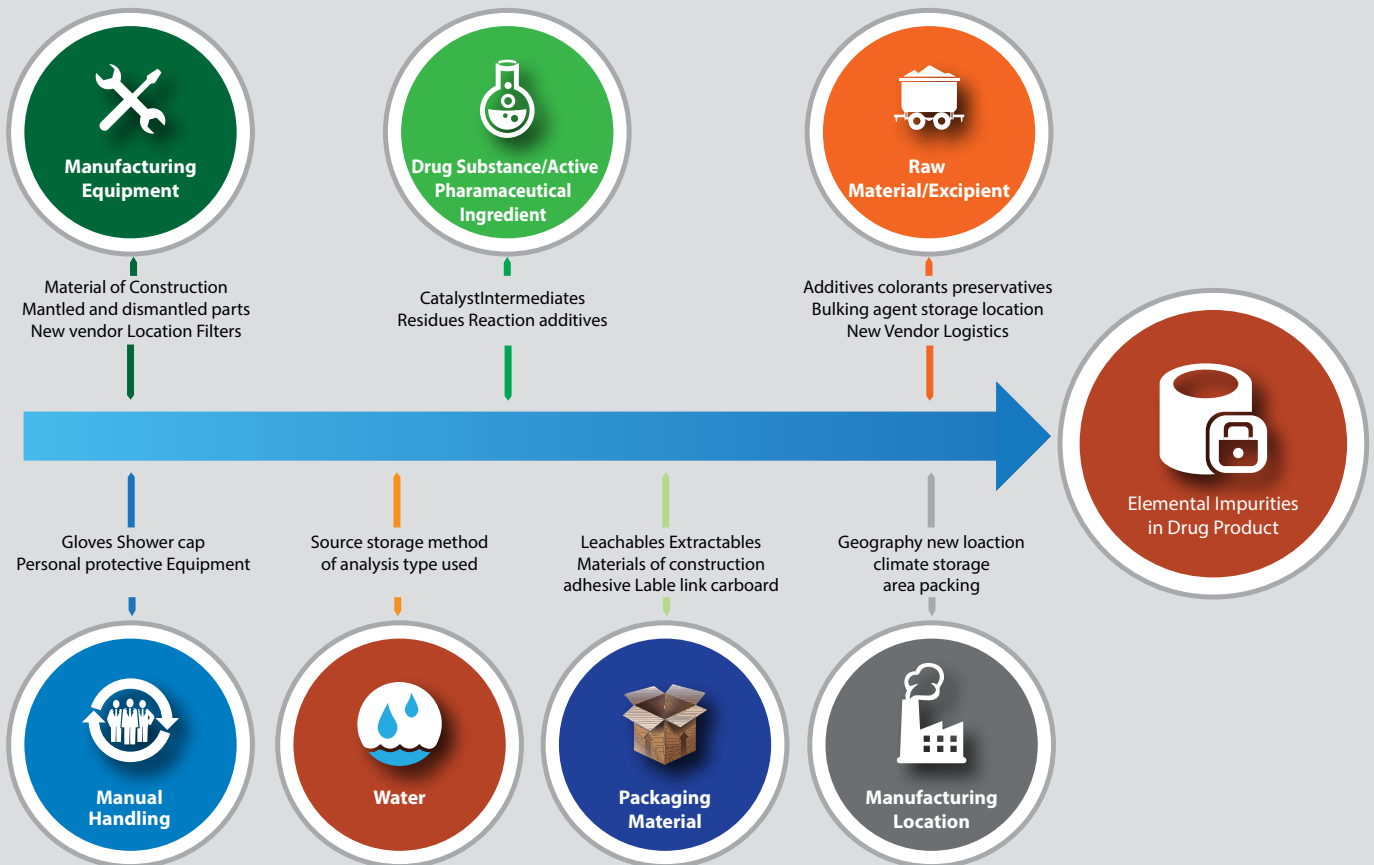 Manufacturing
Equipment
Drug Substance/Active
Pharamaceutical
Ingredient
Raw
Material/Excipient
Material of Construction
Mantled and dismantled parts
New vendor Location Filters
CatalystIntermediates
Residues Reaction additives
Additives colorants preservatives
Bulking agent storage location
New Vendor Logistics
Elemental Impurities
in Drug Product
Gloves Shower cap
Personal protective Equipment
Source storage method
of analysis type used
Leachables Extractables
Materials of construction
adhesive Lable link carboard
Geography new loaction
climate storage
area packing
Manual
Handling
Water
Packaging
Material
Manufacturing
Location